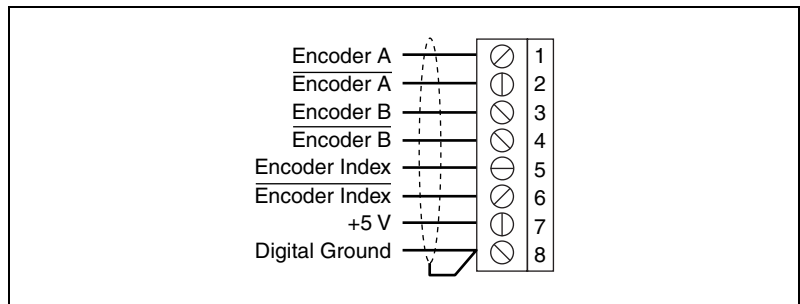 Encoder A 1
Encoder A 2
Encoder B 3
Encoder B 4
Encoder Index 5
Encoder Index 6
+5 V 7
Digital Ground 8